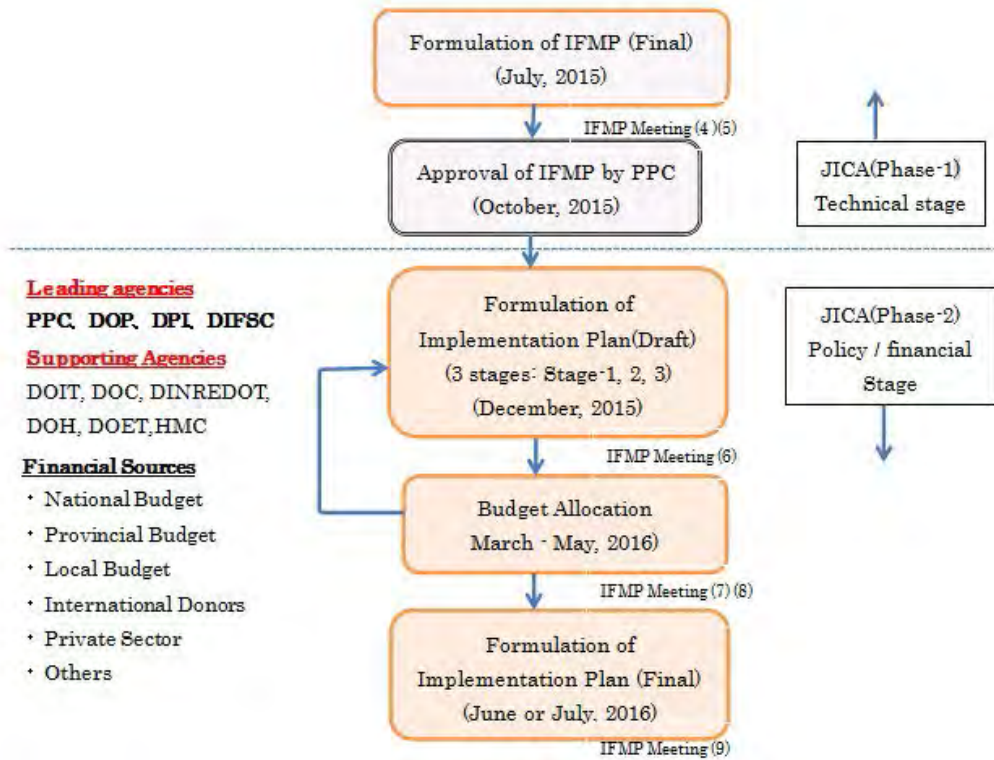 Formulation of IFMP (Final)
(July, 2015)
IFMP Meeting (4)(5)
Approval of IFMP by PPC
(October, 2015)
JICA(Phase-1)
Technical stage
Leading agencies
PPC、DOP、DPI、DIFSC
Supporting Agencies
DOIT, DOC, DINREDOT,
DOH, DOET,HMC
Financial Sources
・ National Budget
・ Provincial Budget
・ Local Budget
・ International Donors
・ Private Sector
・ Others
Formulation of
Implementation Plan(Draft)
(3 stages: Stage-1, 2, 3)
(December, 2015)
IFMP Meeting (6)
Budget Allocation
March - May, 2016)
IFMP Meeting (7) (8)
Formulation of
Implementation Plan (Final)
(June or July. 2016)
IFMP Meeting (9)
JICA(Phase-2)
Policy / financial
Stage